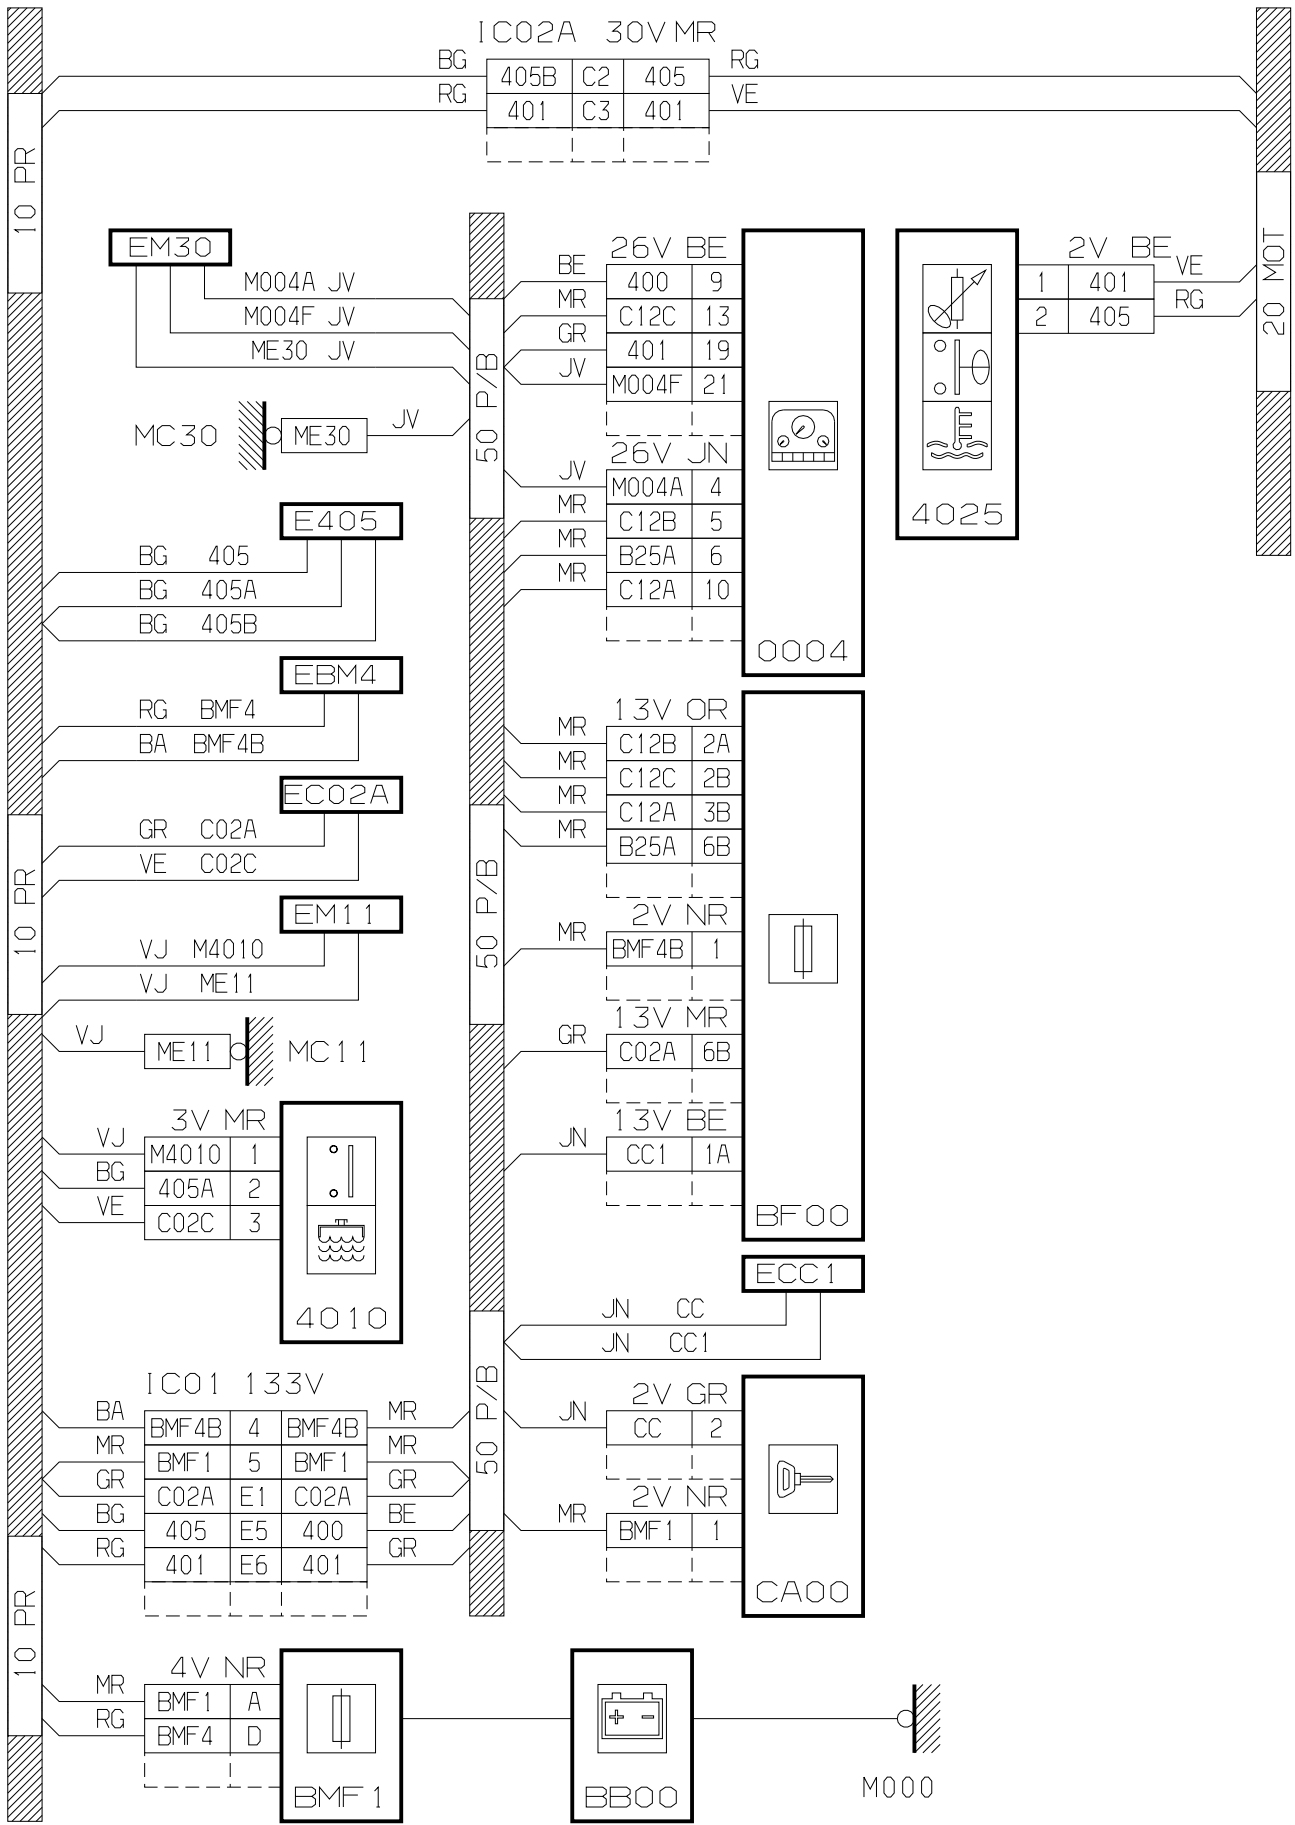 IC02A 30V MR
BG 405B C2 405 RG
RG 401 C3 401 VE
10 PR
20 MOT
EM30
M004A JV
M004F JV
ME30 JV
MC30 ME30 JV
50 P/B
26V BE
BE 400 9
MR C12C 13
GR 401 19
JV M004F 21
26V JN
JV M004A 4
MR C12B 5
MR B25A 6
MR C12A 10
0004
2V BE
1 401 VE
2 405 RG
4025
E405
BG 405
BG 405A
BG 405B
EBM4
RG BMF4
BA BMF4B
EC02A
GR C02A
VE C02C
10 PR
EM11
VJ M4010
VJ ME11
VJ ME11 MC11
3V MR
VJ M4010 1
BG 405A 2
VE C02C 3
4010
50 P/B
13V OR
MR C12B 2A
MR C12C 2B
MR C12A 3B
MR B25A 6B
2V NR
MR BMF4B 1
13V MR
GR C02A 6B
13V BE
JN CC1 1A
BF00
ECC1
JN CC
JN CC1
50 P/B
IC01 133V
BA BMF4B 4 BMF4B MR
MR BMF1 5 BMF1 MR
GR C02A E1 C02A GR
BG 405 E5 400 BE
RG 401 E6 401 GR
2V GR
JN CC 2
2V NR
MR BMF1 1
CA00
10 PR
4V NR
MR BMF1 A
RG BMF4 D
BMF1
+ −
BB00
M000